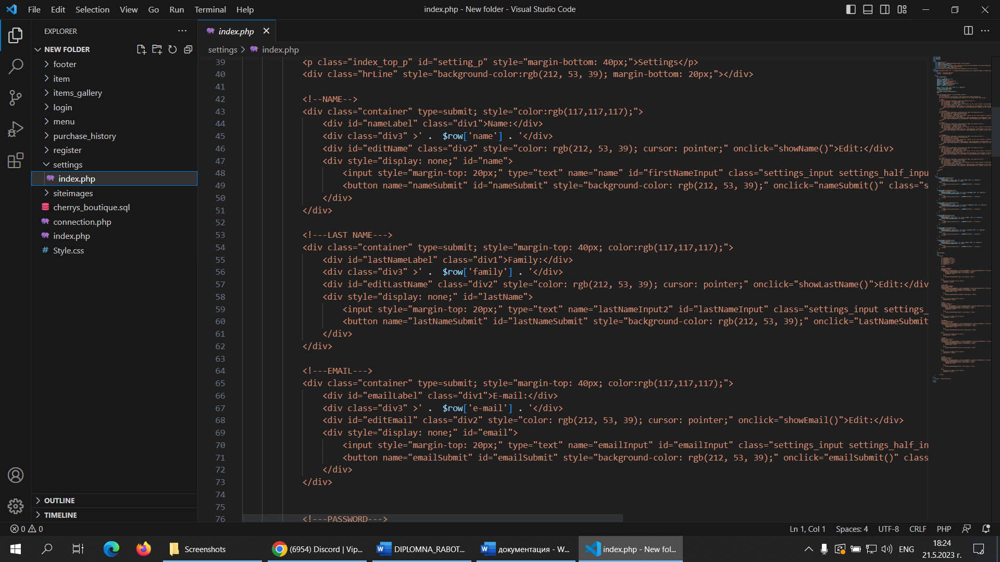 File Edit Selection View Go Run Terminal Help
index.php - New folder - Visual Studio Code
EXPLORER
NEW FOLDER
footer
item
items_gallery
login
menu
purchase_history
register
settings
index.php
siteimages
cherrys_boutique.sql
connection.php
index.php
# Style.css
OUTLINE
TIMELINE
index.php
settings > index.php
39 <p class="index_top_p" id="setting_p" style="margin-bottom: 40px;">Settings</p>
40 <div class="hrLine" style="background-color:rgb(212, 53, 39); margin-bottom: 20px;"></div>
41
42 <!--NAME-->
43 <div class="container" type=submit; style="color:rgb(117,117,117);">
44 <div id="nameLabel" class="div1">Name:</div>
45 <div class="div3" >' .  $row['name'] . '</div>
46 <div id="editName" class="div2" style="color: rgb(212, 53, 39); cursor: pointer;" onclick="showName()">Edit:</div>
47 <div style="display: none;" id="name">
48 <input style="margin-top: 20px;" type="text" name="name" id="firstNameInput" class="settings_input settings_half_inpu
49 <button name="nameSubmit" id="nameSubmit" style="background-color: rgb(212, 53, 39);" onclick="nameSubmit()" class="s
50 </div>
51 </div>
52
53 <!---LAST NAME--->
54 <div class="container" type=submit; style="margin-top: 40px; color:rgb(117,117,117);">
55 <div id="lastNameLabel" class="div1">Family:</div>
56 <div class="div3" >' .  $row['family'] . '</div>
57 <div id="editLastName" class="div2" style="color: rgb(212, 53, 39); cursor: pointer;" onclick="showLastName()">Edit:</div
58 <div style="display: none;" id="lastName">
59 <input style="margin-top: 20px;" type="text" name="lastNameInput2" id="lastNameInput" class="settings_input settings_
60 <button name="lastNameSubmit" id="lastNameSubmit" style="background-color: rgb(212, 53, 39);" onclick="LastNameSubmit
61 </div>
62 </div>
63
64 <!---EMAIL--->
65 <div class="container" type=submit; style="margin-top: 40px; color:rgb(117,117,117);">
66 <div id="emailLabel" class="div1">E-mail:</div>
67 <div class="div3" >' .  $row['e-mail'] . '</div>
68 <div id="editEmail" class="div2" style="color: rgb(212, 53, 39); cursor: pointer;" onclick="showEmail()">Edit:</div>
69 <div style="display: none;" id="email">
70 <input style="margin-top: 20px;" type="text" name="emailInput" id="emailInput" class="settings_input settings_half_in
71 <button name="emailSubmit" id="emailSubmit" style="background-color: rgb(212, 53, 39);" onclick="emailSubmit()" class
72 </div>
73 </div>
74
75
76 <!---PASSWORD--->
0 0
Ln 1, Col 1 Spaces: 4 UTF-8 CRLF PHP
Screenshots
(6954) Discord | Vip...
DIPLOMNA_RABOT...
документация - W...
index.php - New fol...
ENG
18:24
21.5.2023 г.